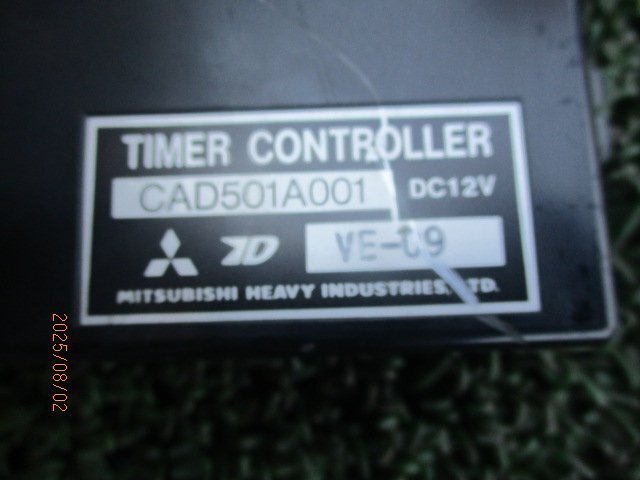 TIMER CONTROLLER
CAD501A001 DC12V
VE-09
MITSUBISHI HEAVY INDUSTRIES, LTD.
2025/08/02